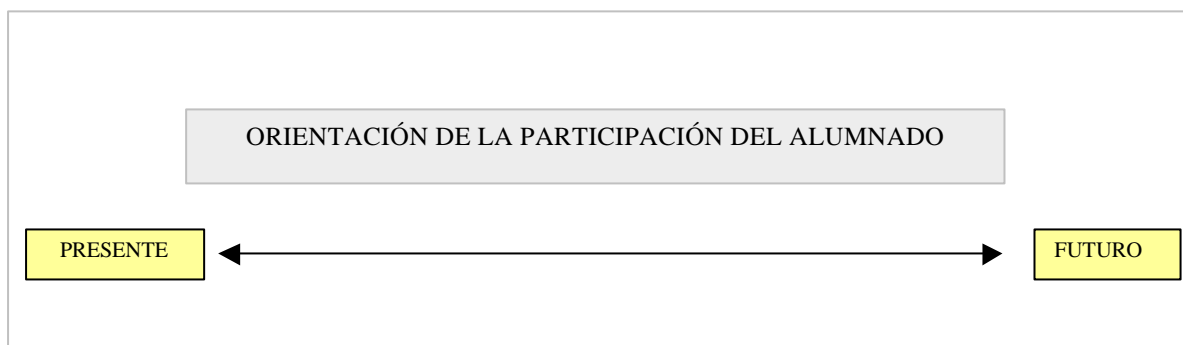 ORIENTACIÓN DE LA PARTICIPACIÓN DEL ALUMNADO
PRESENTE
FUTURO